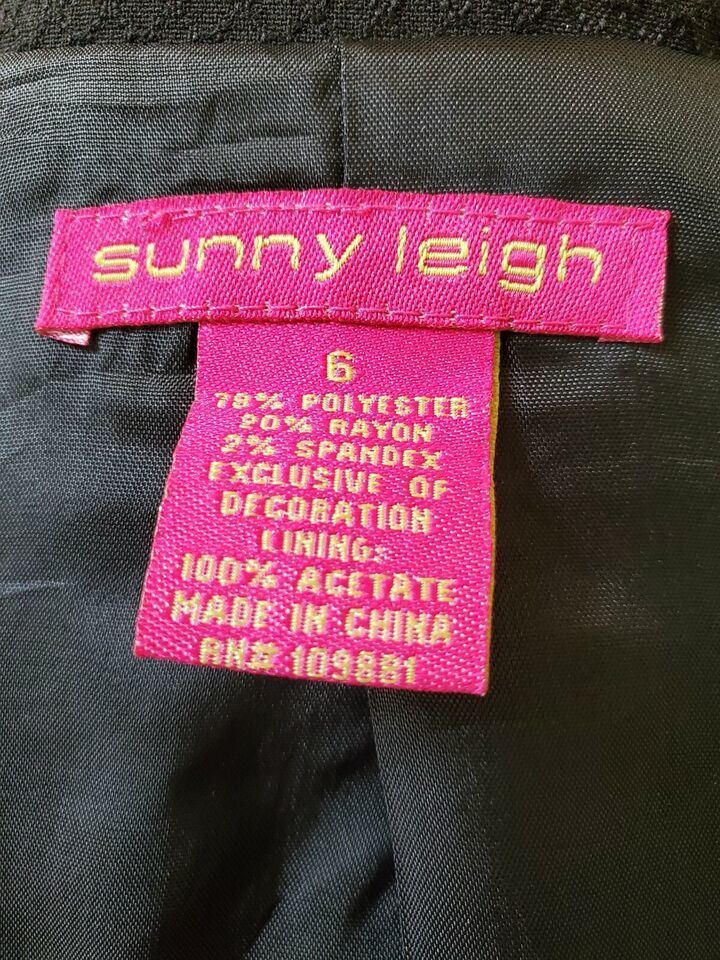 sunny leigh
6
78% POLYESTER
20% RAYON
2% SPANDEX
EXCLUSIVE OF
DECORATION
LINING:
100% ACETATE
MADE IN CHINA
RN# 109881